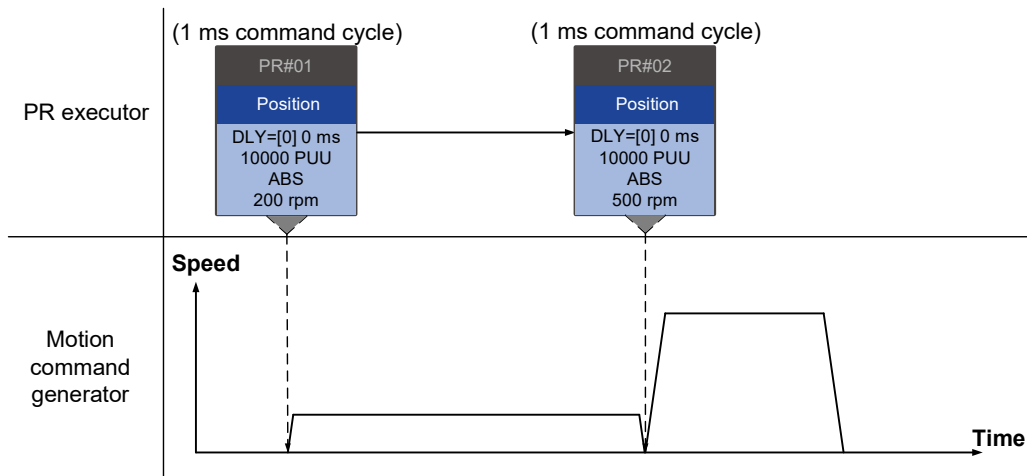 (1 ms command cycle)
(1 ms command cycle)
PR executor
PR#01
Position
DLY=[0] 0 ms
10000 PUU
ABS
200 rpm
PR#02
Position
DLY=[0] 0 ms
10000 PUU
ABS
500 rpm
Motion
command
generator
Speed
Time